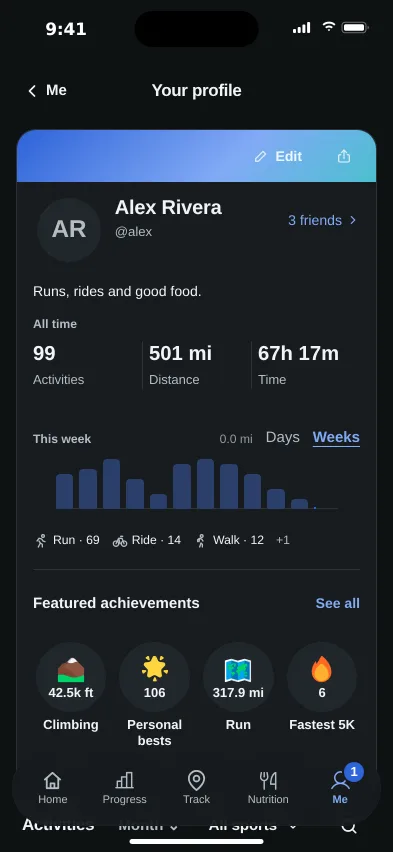 9:41
Me
Your profile
Edit
AR
Alex Rivera
@alex
3 friends
Runs, rides and good food.
All time
99
501 mi
67h 17m
Activities
Distance
Time
This week
0.0 mi
Days
Weeks
Run · 69
Ride · 14
Walk · 12
+1
Featured achievements
See all
42.5k ft
106
317.9 mi
6
Climbing
Personal bests
Run
Fastest 5K
1
Home
Progress
Track
Nutrition
Me
Activities
Month
All sports